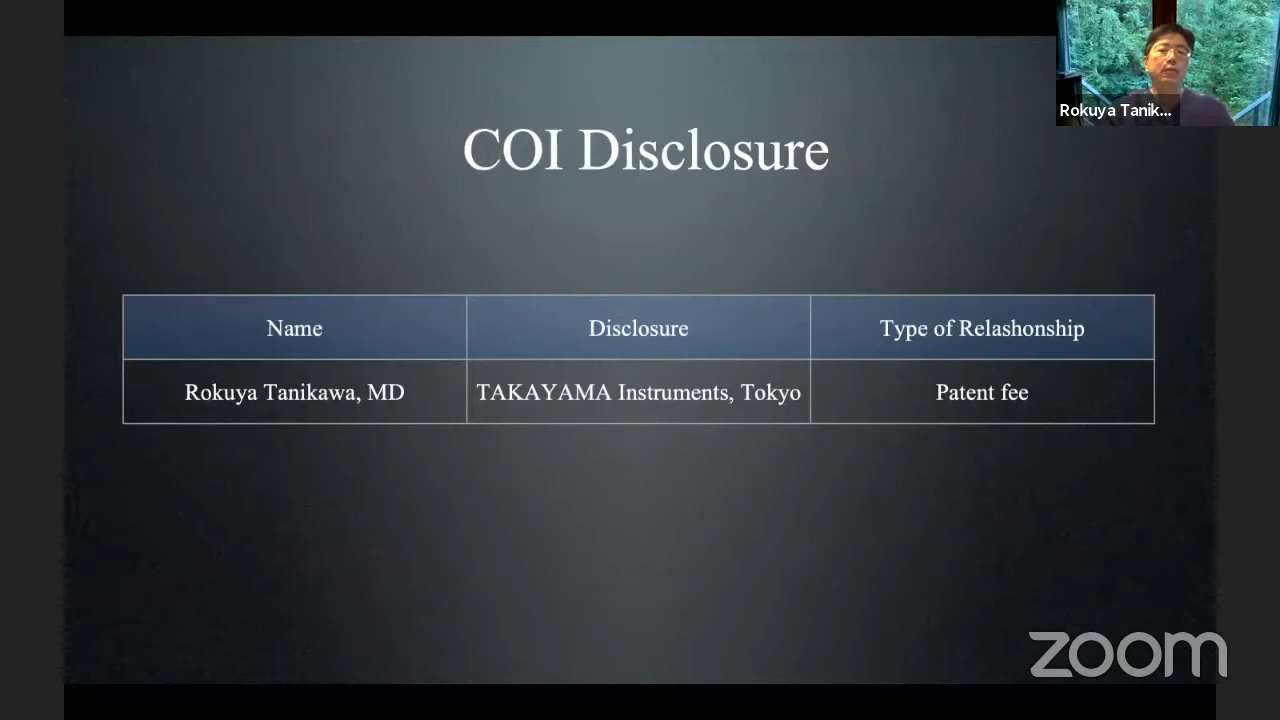 Rokuya Tanik...
COI Disclosure
Name Disclosure Type of Relashonship
Rokuya Tanikawa, MD TAKAYAMA Instruments, Tokyo Patent fee
zoom